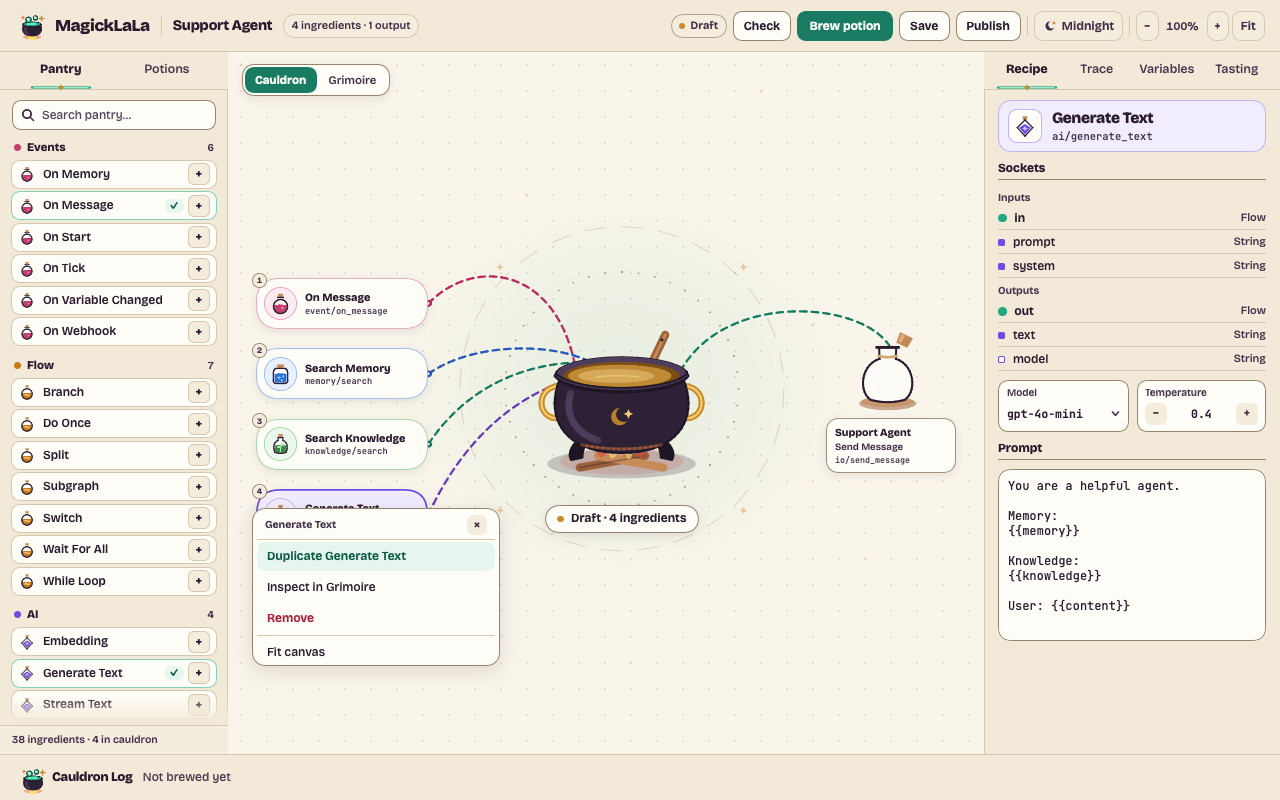 MagickLaLa
Support Agent
4 ingredients · 1 output
Draft
Check
Brew potion
Save
Publish
Midnight
−
100%
+
Fit
Pantry
Potions
Search pantry...
Events 6
On Memory +
On Message +
On Start +
On Tick +
On Variable Changed +
On Webhook +
Flow 7
Branch +
Do Once +
Split +
Subgraph +
Switch +
Wait For All +
While Loop +
AI 4
Embedding +
Generate Text +
Stream Text +
38 ingredients · 4 in cauldron
Cauldron
Grimoire
1
On Message
event/on_message
2
Search Memory
memory/search
3
Search Knowledge
knowledge/search
4
Generate Text
×
Duplicate Generate Text
Inspect in Grimoire
Remove
Fit canvas
Draft · 4 ingredients
Support Agent
Send Message
io/send_message
Recipe
Trace
Variables
Tasting
Generate Text
ai/generate_text
Sockets
Inputs
in Flow
prompt String
system String
Outputs
out Flow
text String
model String
Model
gpt-4o-mini
Temperature
− 0.4 +
Prompt
You are a helpful agent.
Memory:
{{memory}}
Knowledge:
{{knowledge}}
User: {{content}}
Cauldron Log
Not brewed yet